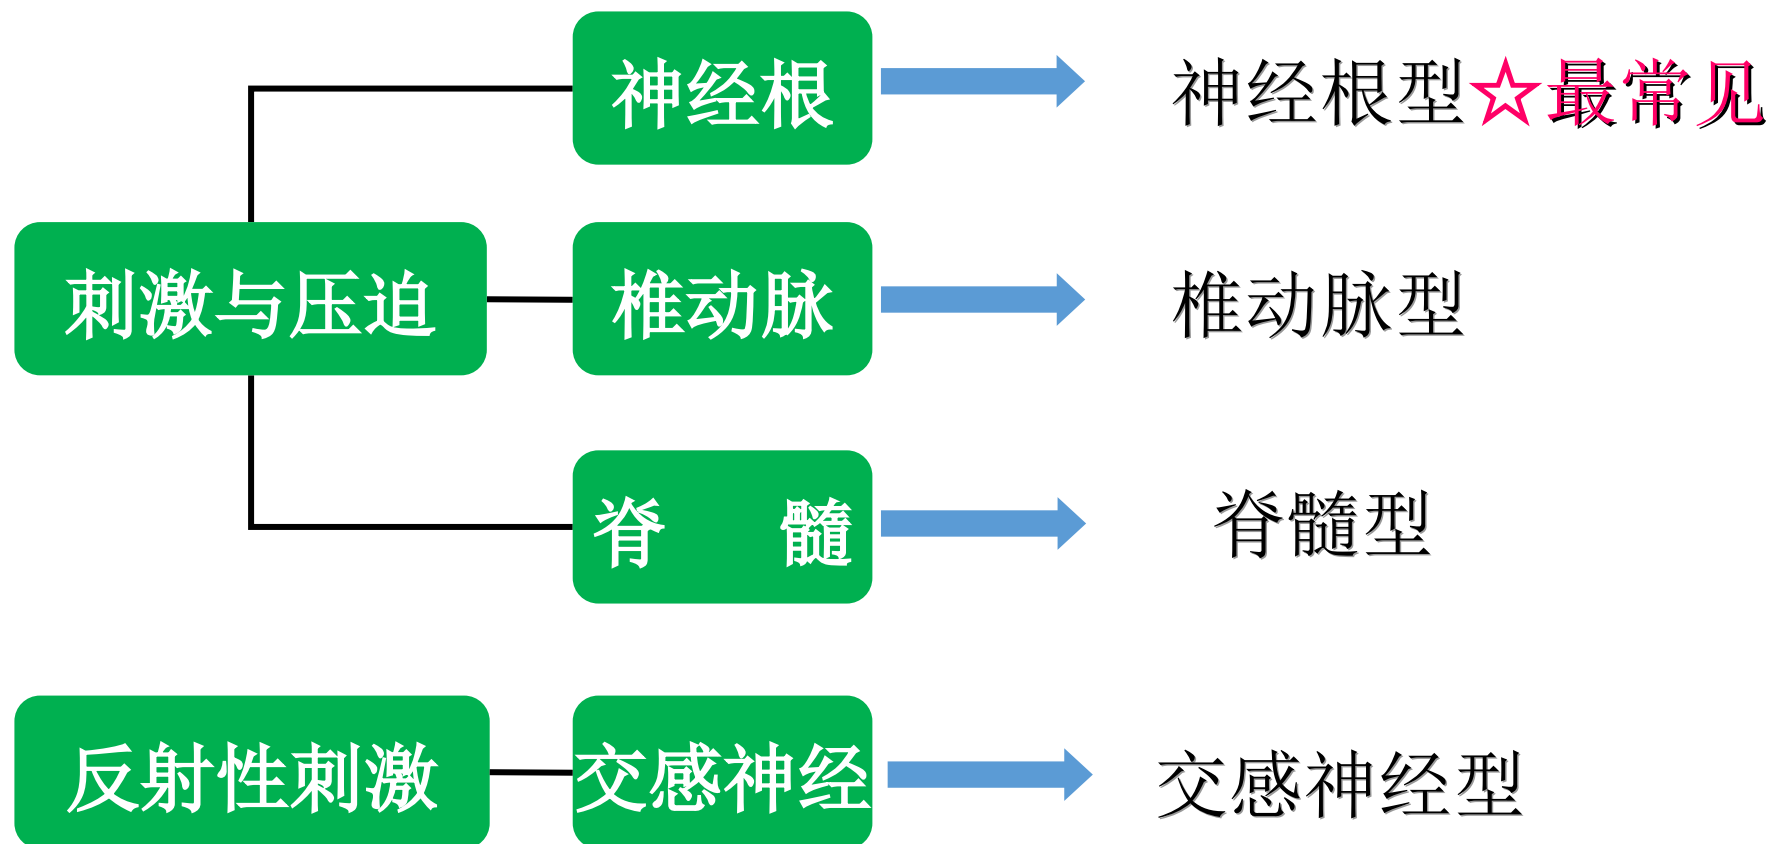 神经根
神经根型☆最常见
刺激与压迫
椎动脉
椎动脉型
脊 髓
脊髓型
反射性刺激
交感神经
交感神经型